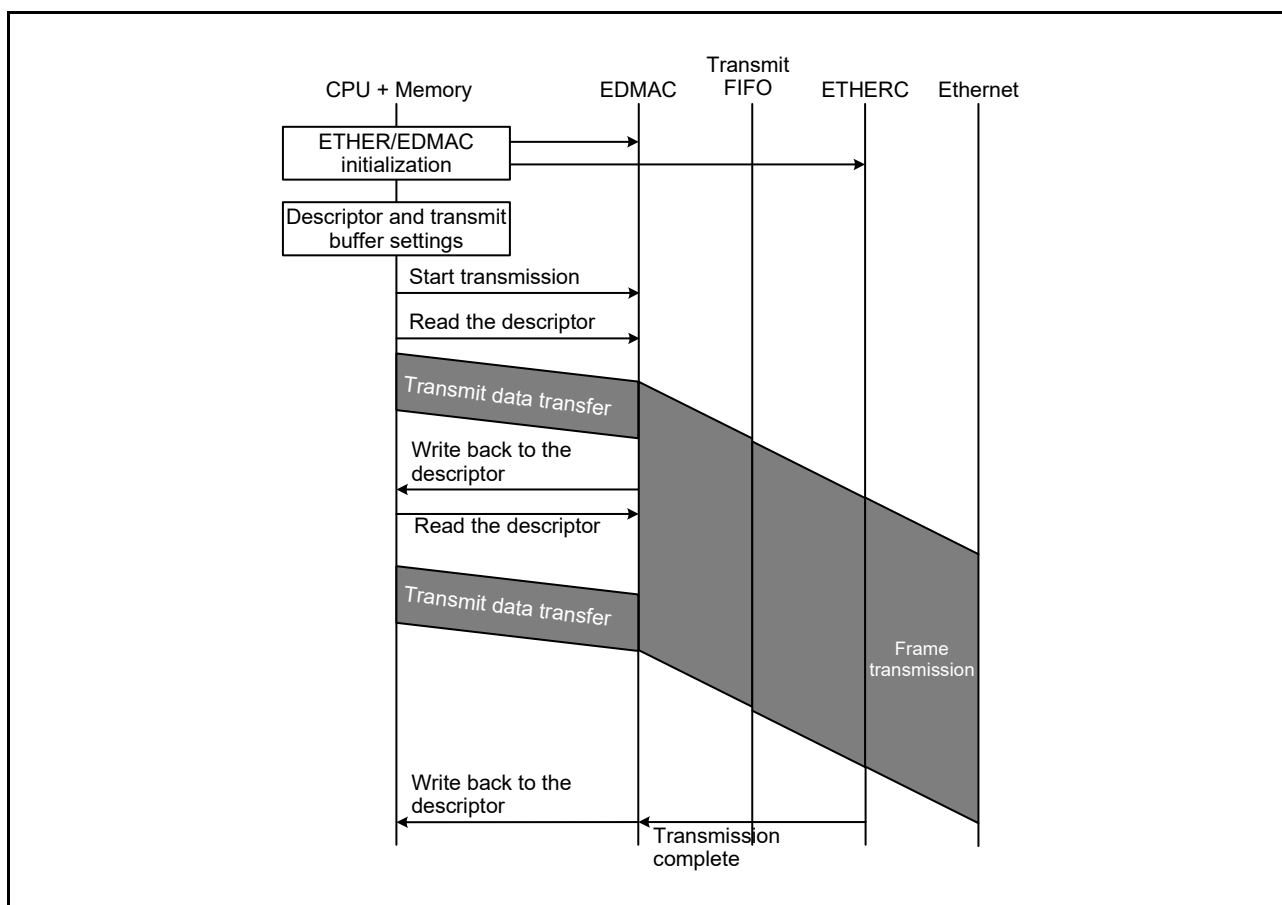 Transmit
CPU + Memory EDMAC FIFO ETHERC Ethernet
ETHER/EDMAC
initialization
Descriptor and transmit
buffer settings
Start transmission
Read the descriptor
Transmit data transfer
Write back to the
descriptor
Read the descriptor
Transmit data transfer
Frame
transmission
Write back to the
descriptor
Transmission
complete